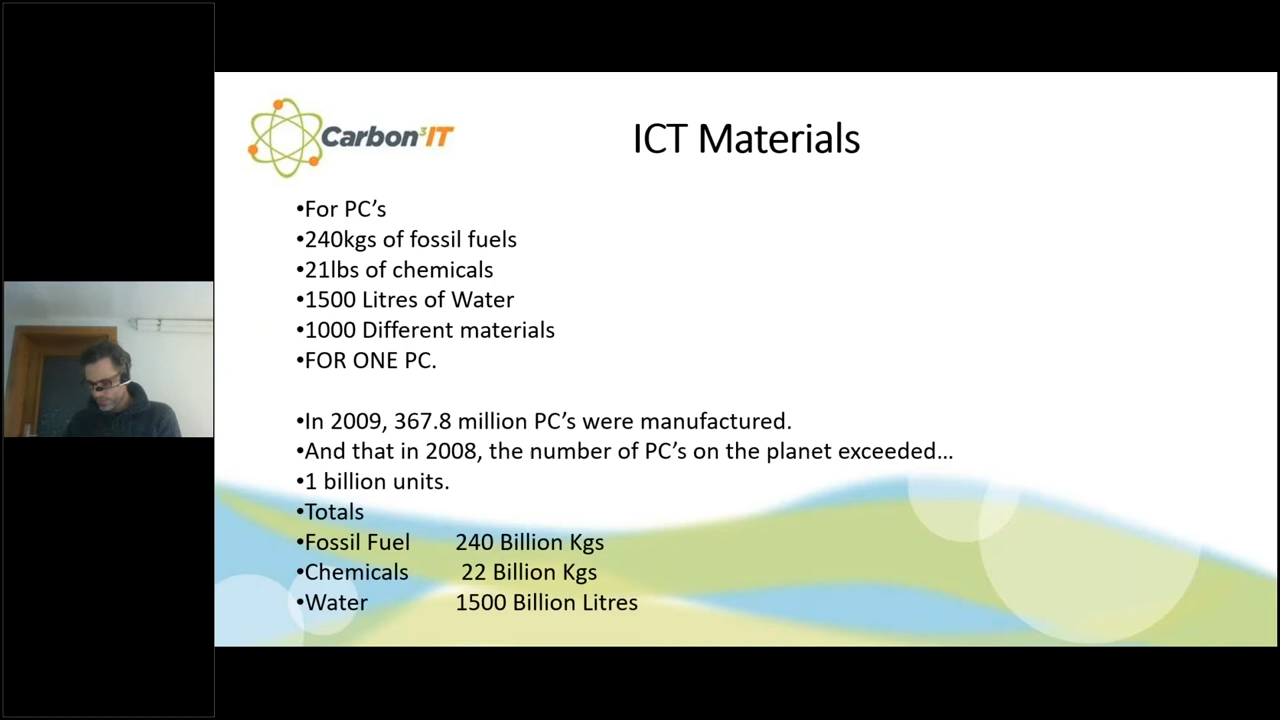 Carbon³IT
ICT Materials
•For PC’s
•240kgs of fossil fuels
•21lbs of chemicals
•1500 Litres of Water
•1000 Different materials
•FOR ONE PC.
•In 2009, 367.8 million PC’s were manufactured.
•And that in 2008, the number of PC’s on the planet exceeded…
•1 billion units.
•Totals
•Fossil Fuel 240 Billion Kgs
•Chemicals 22 Billion Kgs
•Water 1500 Billion Litres